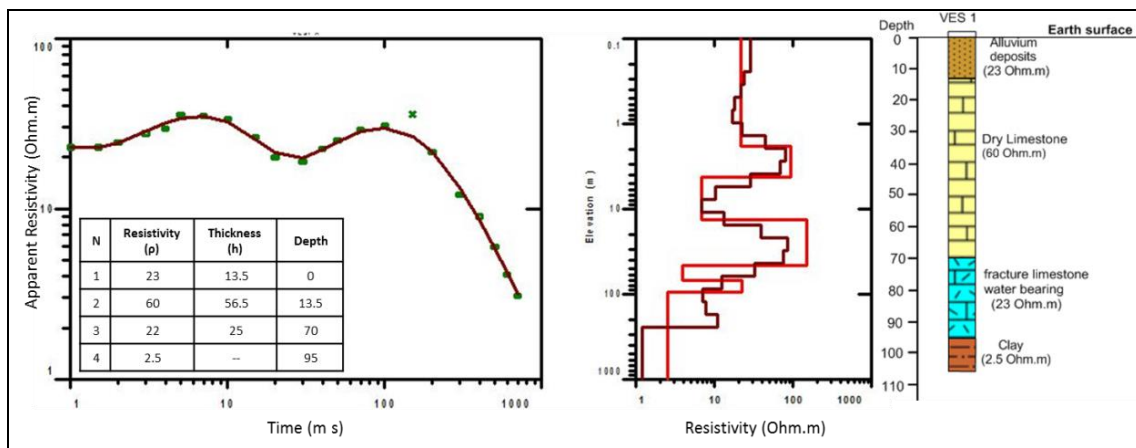 100
10
1
Apparent Resistivity (Ohm.m)
N Resistivity (ρ) Thickness (h) Depth
1 23 13.5 0
2 60 56.5 13.5
3 22 25 70
4 2.5 -- 95
1 10 100 1000
Time (m s)
0.1
1
10
100
1000
Elevation (m)
1 10 100 1000
Resistivity (Ohm.m)
Depth VES 1 Earth surface
0
10
20
30
40
50
60
70
80
90
100
110
Alluvium
deposits
(23 Ohm.m)
Dry Limestone
(60 Ohm.m)
fracture limestone
water bearing
(23 Ohm.m)
Clay
(2.5 Ohm.m)